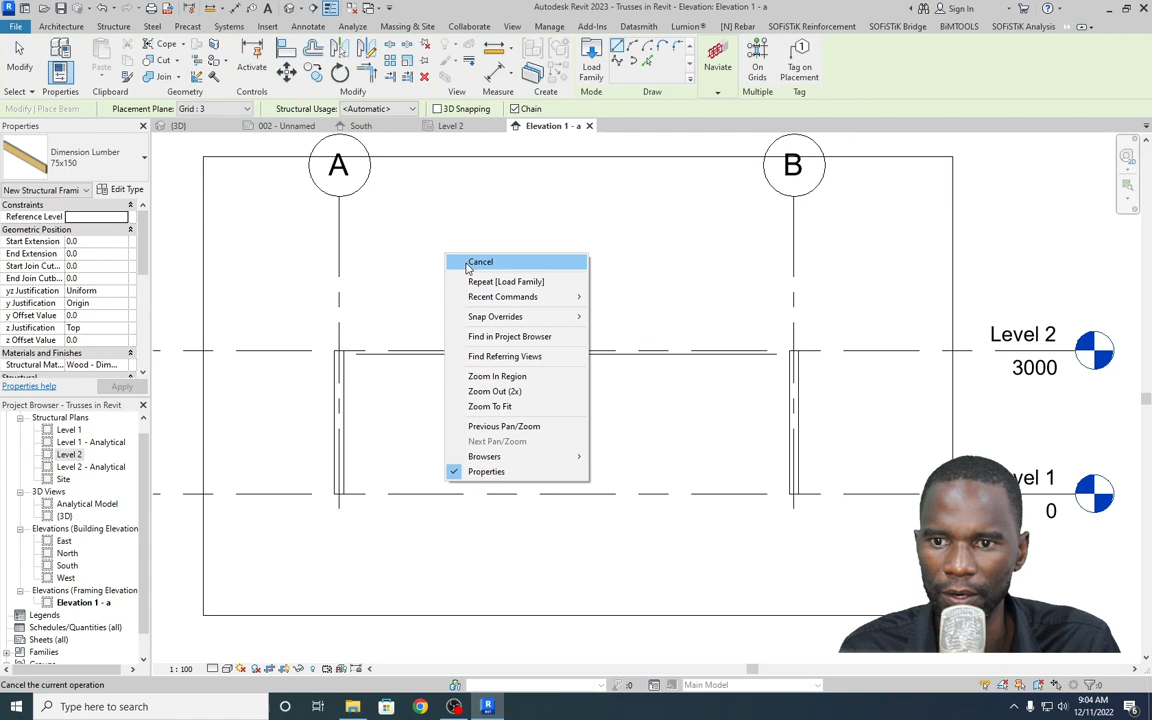 Autodesk Revit 2023 - Trusses in Revit - Elevation: Elevation 1 - a
Sign In
File Architecture Structure Steel Precast Systems Insert Annotate Analyze Massing & Site Collaborate View Manage Add-Ins Datasmith Lumion® [N] Rebar SOFiSTiK Reinforcement SOFiSTiK Bridge BiMTOOLS SOFiSTiK Analysis
Modify Paste Cope Cut Join Activate Load Family Naviate On Grids Tag on Placement
Select Properties Clipboard Geometry Controls Modify View Measure Create Mode Draw Multiple Tag
Modify | Place Beam Placement Plane: Grid : 3 Structural Usage: <Automatic> 3D Snapping Chain
Properties
{3D} 002 - Unnamed South Level 2 Elevation 1 - a
Dimension Lumber
75x150
New Structural Frami Edit Type
Constraints
Reference Level
Geometric Position
Start Extension 0.0
End Extension 0.0
Start Join Cutb... 0.0
End Join Cutb... 0.0
yz Justification Uniform
y Justification Origin
y Offset Value 0.0
z Justification Top
z Offset Value 0.0
Materials and Finishes
Structural Mat... Wood - Dim...
Properties help Apply
Project Browser - Trusses in Revit
Structural Plans
Level 1
Level 1 - Analytical
Level 2
Level 2 - Analytical
Site
3D Views
Analytical Model
{3D}
Elevations (Building Elevation
East
North
South
West
Elevations (Framing Elevation
Elevation 1 - a
Legends
Schedules/Quantities (all)
Sheets (all)
Families
A
B
Cancel
Repeat [Load Family]
Recent Commands
Snap Overrides
Find in Project Browser
Find Referring Views
Zoom In Region
Zoom Out (2x)
Zoom To Fit
Previous Pan/Zoom
Next Pan/Zoom
Browsers
Properties
Level 2
3000
vel 1
0
1 : 100
Cancel the current operation
:0 Main Model :0
Type here to search
9:04 AM
12/11/2022